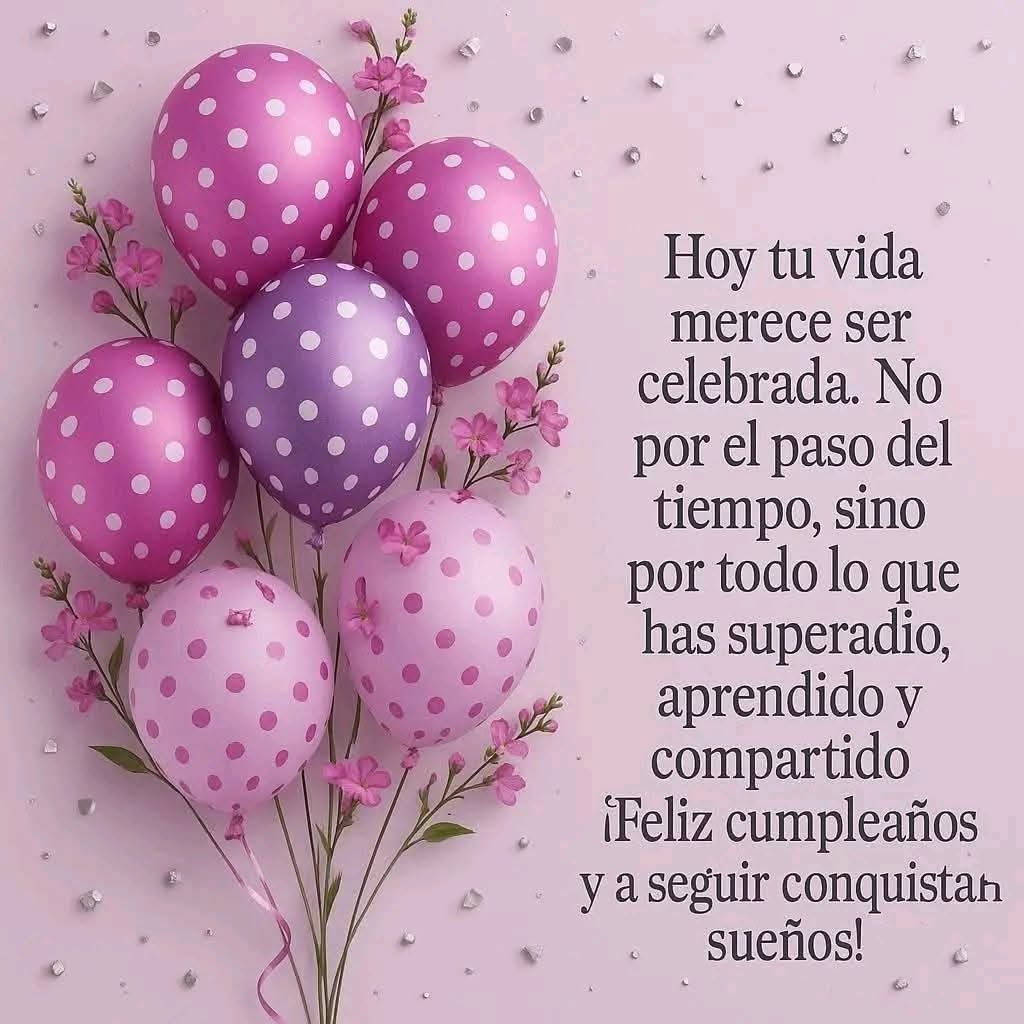 Hoy tu vida
merece ser
celebrada. No
por el paso del
tiempo, sino
por todo lo que
has superadio,
aprendido y
compartido
¡Feliz cumpleaños
y a seguir conquistan
sueños!